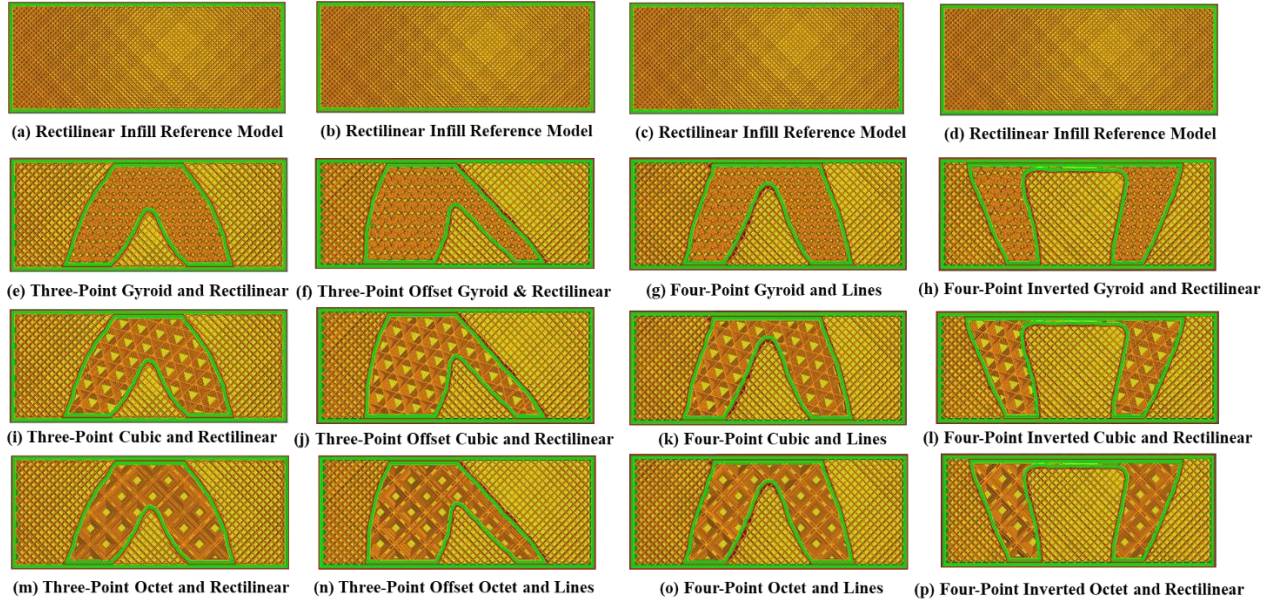 (a) Rectilinear Infill Reference Model
(b) Rectilinear Infill Reference Model
(c) Rectilinear Infill Reference Model
(d) Rectilinear Infill Reference Model
(e) Three-Point Gyroid and Rectilinear
(f) Three-Point Offset Gyroid & Rectilinear
(g) Four-Point Gyroid and Lines
(h) Four-Point Inverted Gyroid and Rectilinear
(i) Three-Point Cubic and Rectilinear
(j) Three-Point Offset Cubic and Rectilinear
(k) Four-Point Cubic and Lines
(l) Four-Point Inverted Cubic and Rectilinear
(m) Three-Point Octet and Rectilinear
(n) Three-Point Offset Octet and Lines
(o) Four-Point Octet and Lines
(p) Four-Point Inverted Octet and Rectilinear